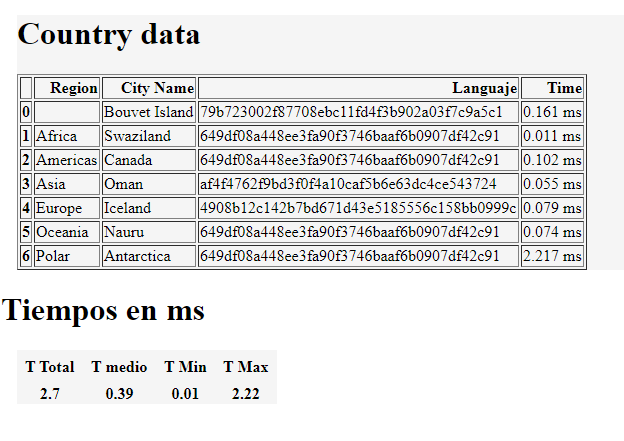 Country data
Region City Name Languaje Time
0 Bouvet Island 79b723002f87708ebc11fd4f3b902a03f7c9a5c1 0.161 ms
1 Africa Swaziland 649df08a448ee3fa90f3746baaf6b0907df42c91 0.011 ms
2 Americas Canada 649df08a448ee3fa90f3746baaf6b0907df42c91 0.102 ms
3 Asia Oman af4f4762f9bd3f0f4a10caf5b6e63dc4ce543724 0.055 ms
4 Europe Iceland 4908b12c142b7bd671d43e5185556c158bb0999c 0.079 ms
5 Oceania Nauru 649df08a448ee3fa90f3746baaf6b0907df42c91 0.074 ms
6 Polar Antarctica 649df08a448ee3fa90f3746baaf6b0907df42c91 2.217 ms
Tiempos en ms
T Total T medio T Min T Max
2.7 0.39 0.01 2.22